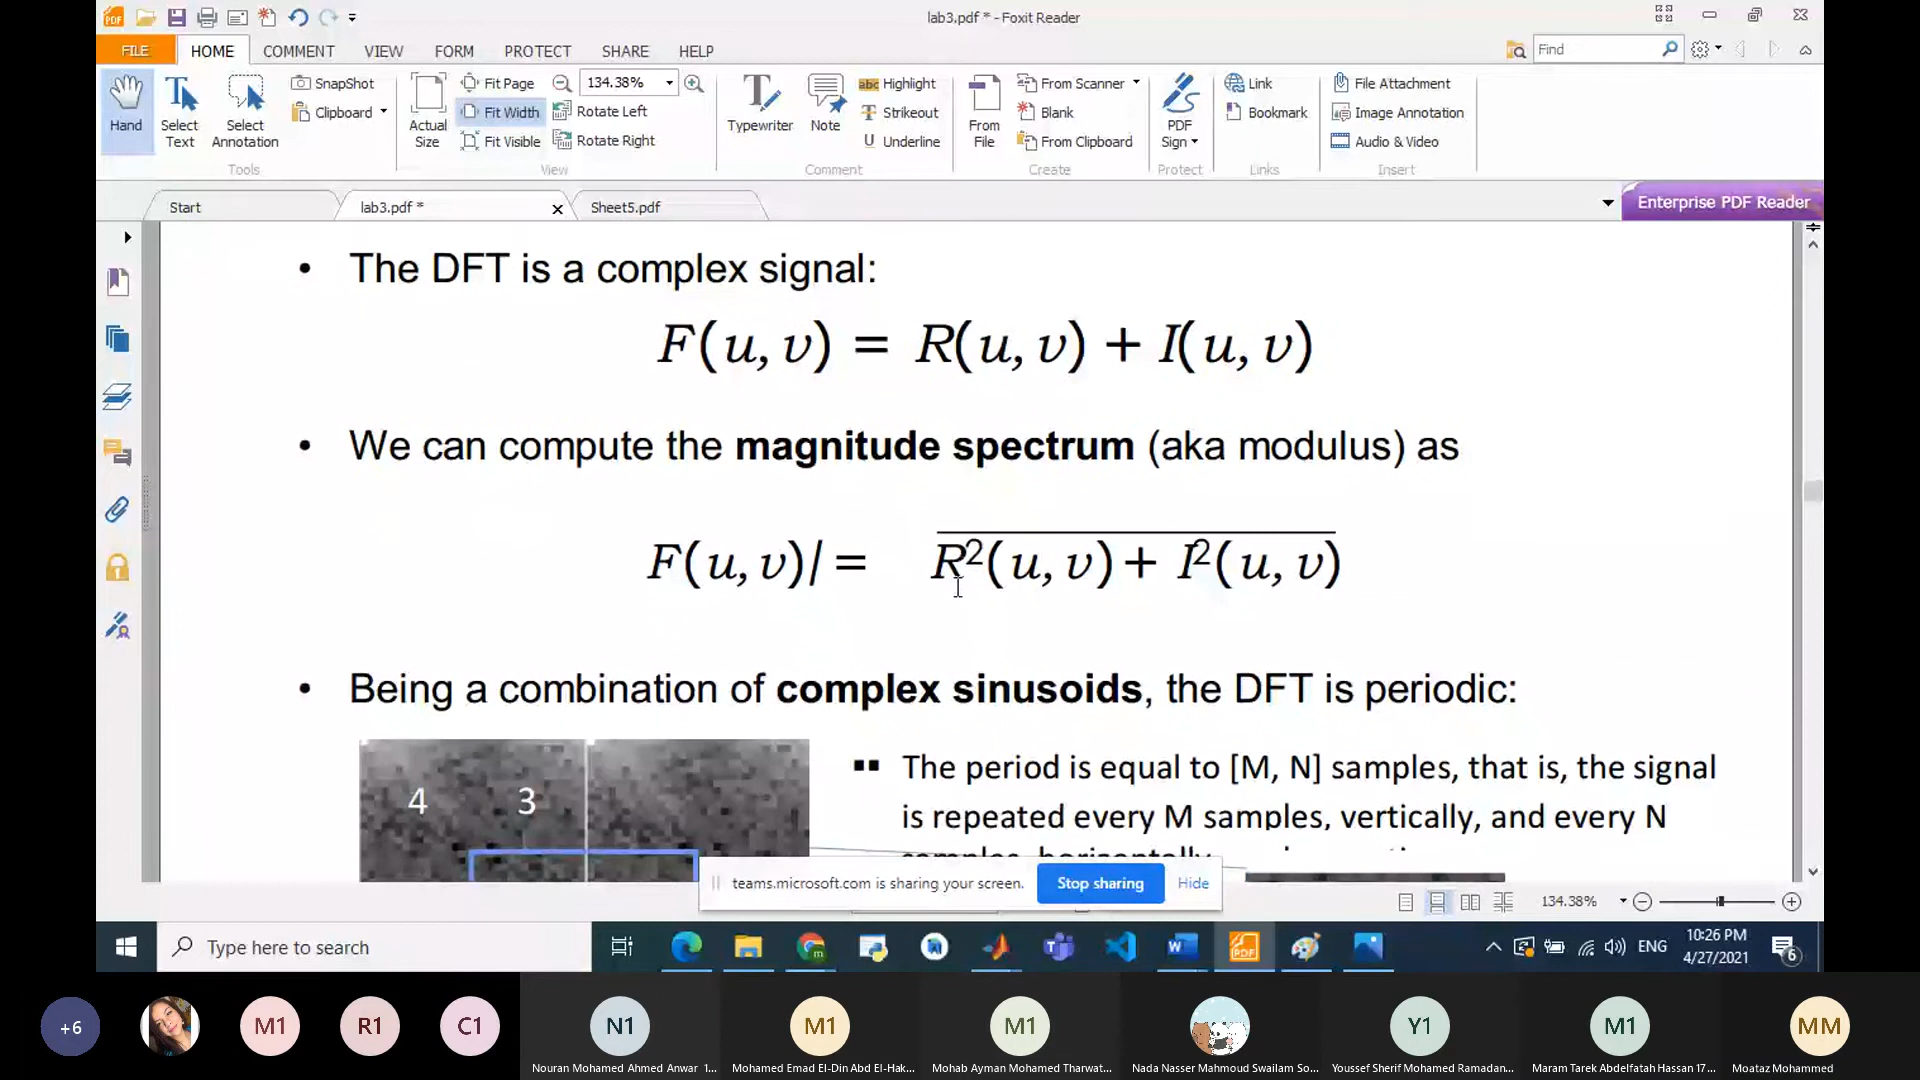 lab3.pdf * - Foxit Reader
FILE HOME COMMENT VIEW FORM PROTECT SHARE HELP
Find
Hand
Select Text
Select Annotation
SnapShot
Clipboard
Tools
Actual Size
Fit Page
Fit Width
Fit Visible
134.38%
Rotate Left
Rotate Right
View
Typewriter
Note
Highlight
Strikeout
Underline
Comment
From File
From Scanner
Blank
From Clipboard
Create
PDF Sign
Protect
Link
Bookmark
Links
File Attachment
Image Annotation
Audio & Video
Insert
Start
lab3.pdf *
Sheet5.pdf
Enterprise PDF Reader
• The DFT is a complex signal:
F(u, v) = R(u, v) + I(u, v)
• We can compute the magnitude spectrum (aka modulus) as
F(u, v)| = R²(u, v) + I²(u, v)
• Being a combination of complex sinusoids, the DFT is periodic:
4 3
▪▪ The period is equal to [M, N] samples, that is, the signal
is repeated every M samples, vertically, and every N
samples, horizontally
teams.microsoft.com is sharing your screen. Stop sharing Hide
134.38%
Type here to search
ENG
10:26 PM
4/27/2021
6
+6
M1
R1
C1
N1
M1
M1
Y1
M1
MM
Nouran Mohamed Ahmed Anwar 1...
Mohamed Emad El-Din Abd El-Hak...
Mohab Ayman Mohamed Tharwat...
Nada Nasser Mahmoud Swailam So...
Youssef Sherif Mohamed Ramadan...
Maram Tarek Abdelfatah Hassan 17...
Moataz Mohammed